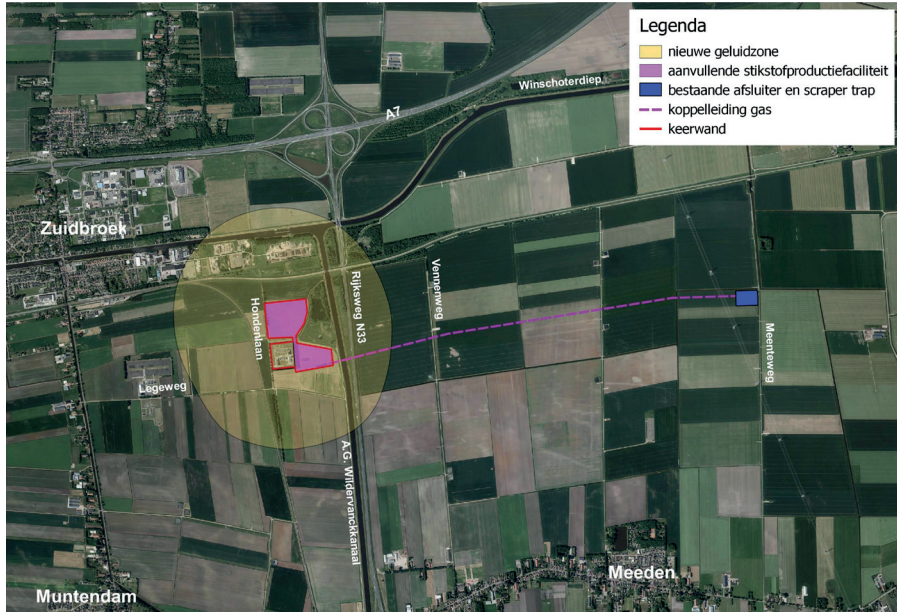 Legenda
nieuwe geluidzone
aanvullende stikstofproductiefaciliteit
bestaande afsluiter en scraper trap
koppelleiding gas
keerwand
Winschoterdiep
A7
Zuidbroek
Hondenlaan
Rijksweg N33
Vennenweg
Meenteweg
Legeweg
A.G. Wildervanckkanaal
Meeden
Muntendam